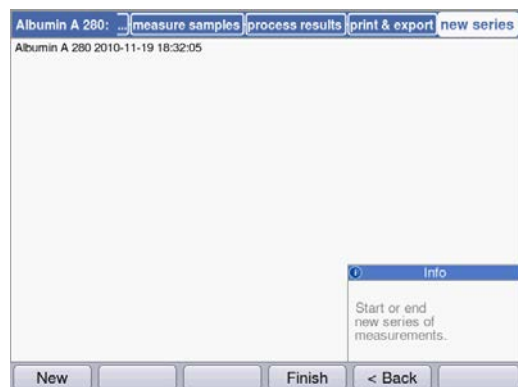 Albumin A 280: ... measure samples process results print & export new series
Albumin A 280 2010-11-19 18:32:05
Info
Start or end
new series of
measurements.
New Finish < Back